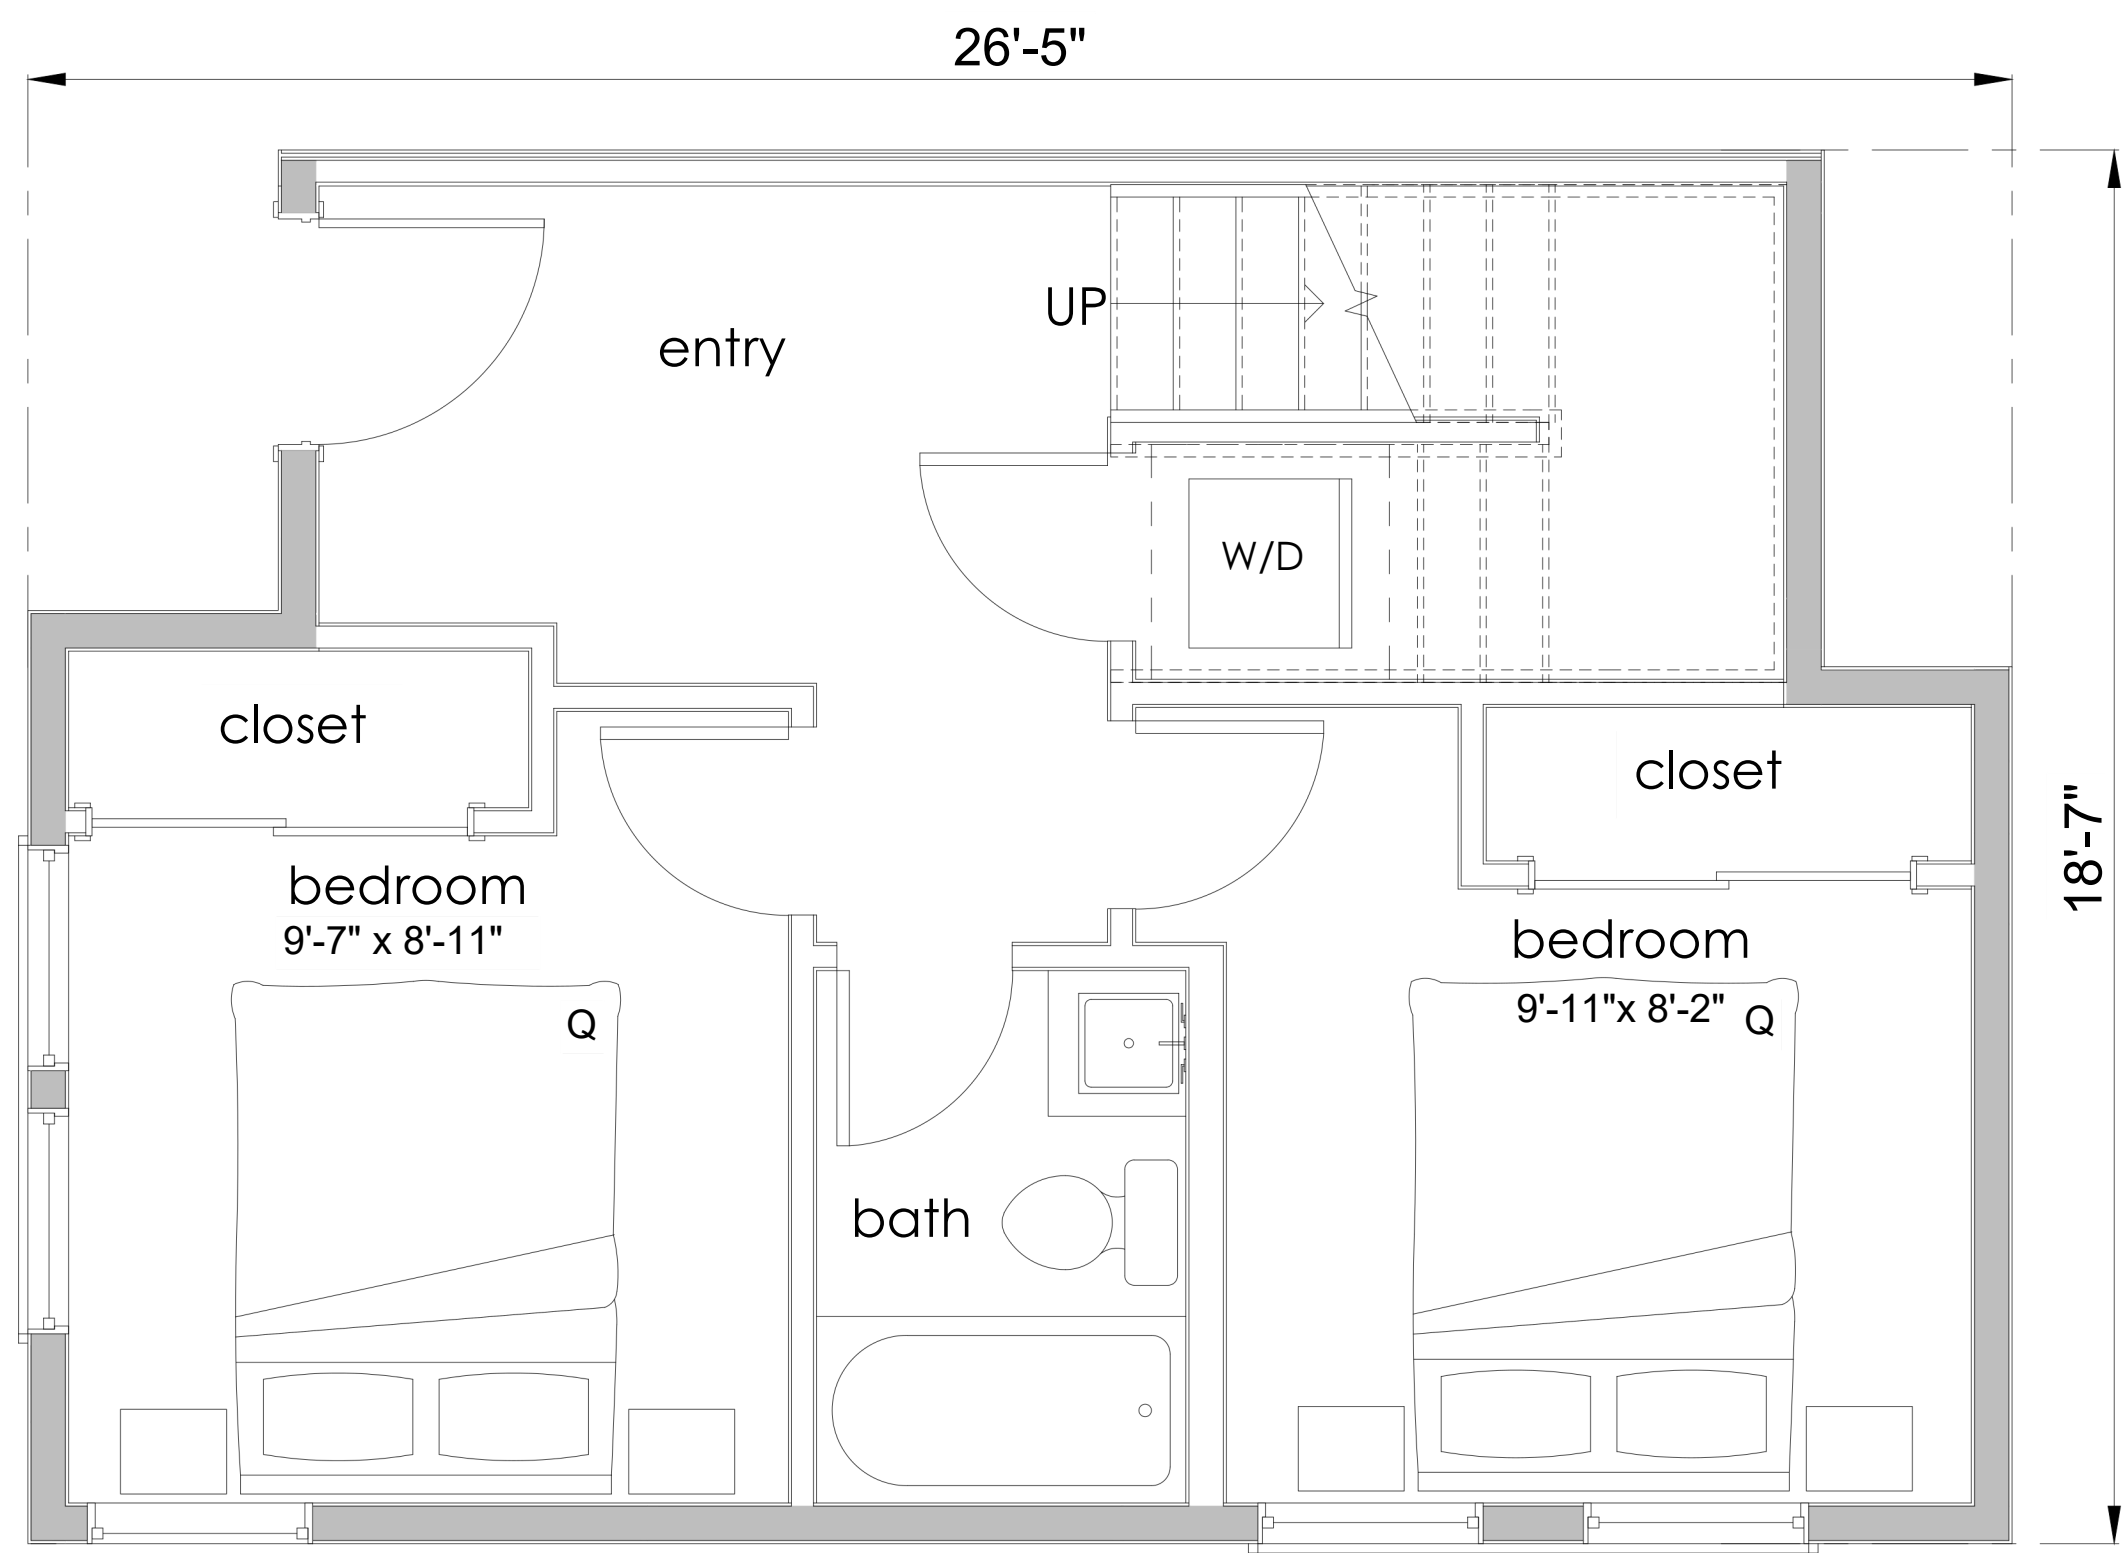 26'-5"
UP
entry
W/D
closet
closet
18'-7"
bedroom
9'-7" x 8'-11"
bedroom
9'-11"x 8'-2"
Q
Q
bath